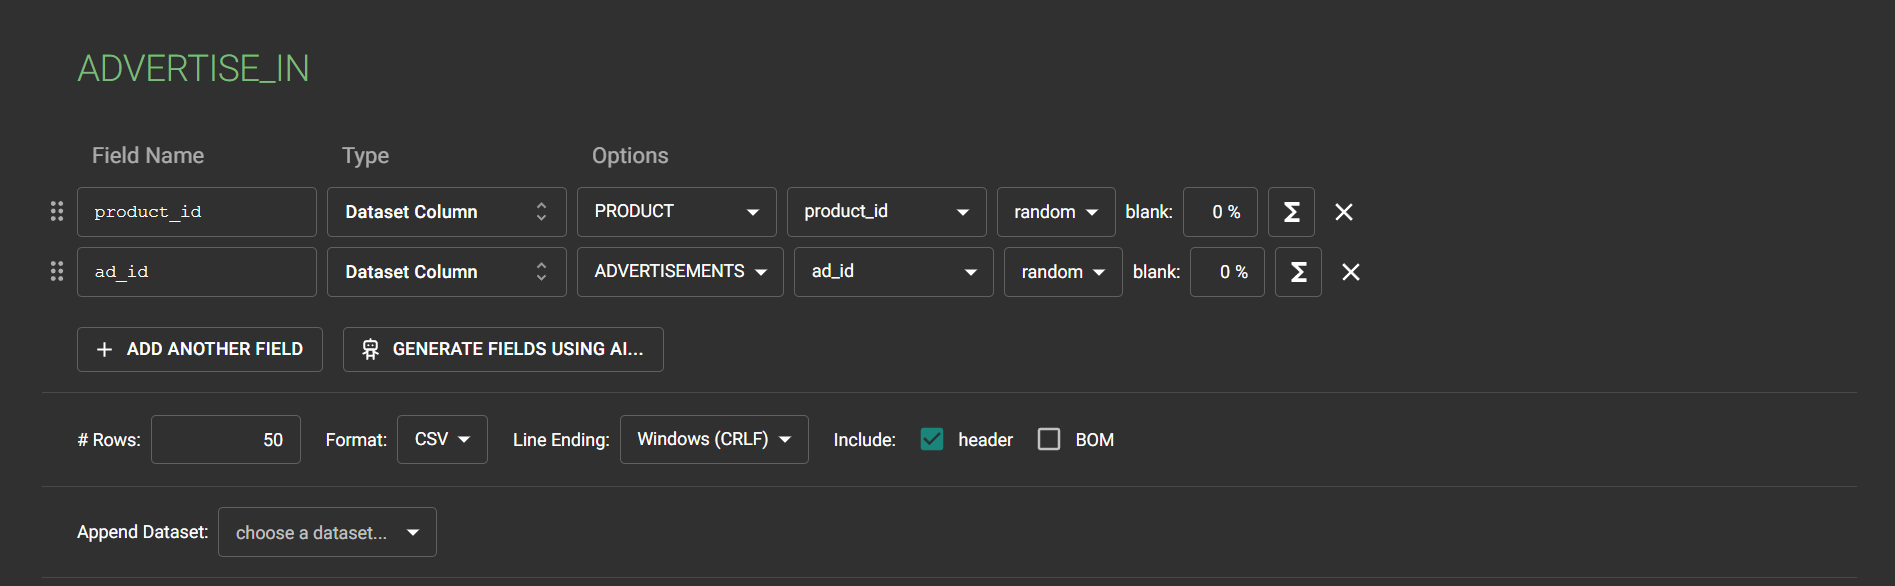 ADVERTISE_IN
Field Name Type Options
product_id Dataset Column PRODUCT product_id random blank: 0 % Σ
ad_id Dataset Column ADVERTISEMENTS ad_id random blank: 0 % Σ
ADD ANOTHER FIELD GENERATE FIELDS USING AI...
# Rows: 50 Format: CSV Line Ending: Windows (CRLF) Include: header BOM
Append Dataset: choose a dataset...